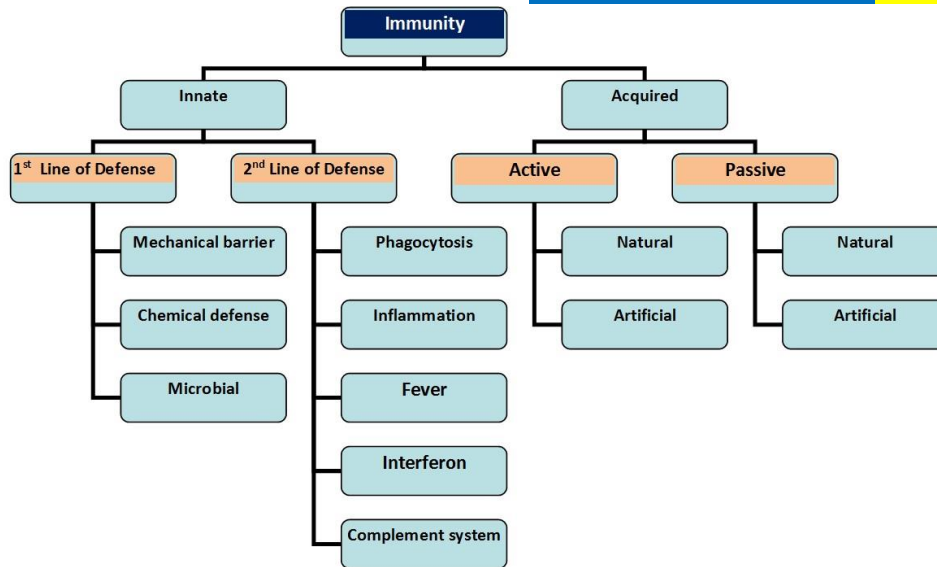 Immunity
Innate
Acquired
1st Line of Defense
2nd Line of Defense
Active
Passive
Mechanical barrier
Phagocytosis
Natural
Natural
Chemical defense
Inflammation
Artificial
Artificial
Microbial
Fever
Interferon
Complement system